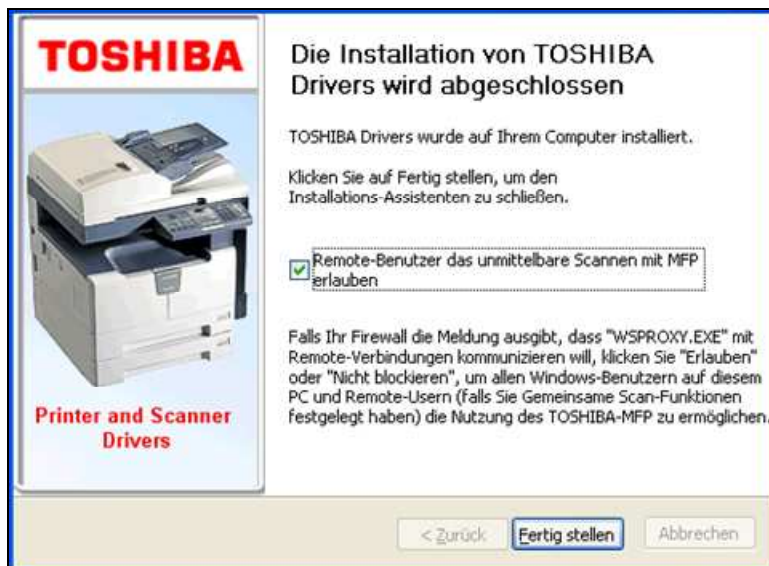 TOSHIBA
Printer and Scanner
Drivers
Die Installation von TOSHIBA
Drivers wird abgeschlossen
TOSHIBA Drivers wurde auf Ihrem Computer installiert.
Klicken Sie auf Fertig stellen, um den
Installations-Assistenten zu schließen.
Remote-Benutzer das unmittelbare Scannen mit MFP
erlauben
Falls Ihr Firewall die Meldung ausgibt, dass "WSPROXY.EXE" mit
Remote-Verbindungen kommunizieren will, klicken Sie "Erlauben"
oder "Nicht blockieren", um allen Windows-Benutzern auf diesem
PC und Remote-Usern (falls Sie Gemeinsame Scan-Funktionen
festgelegt haben) die Nutzung des TOSHIBA-MFP zu ermöglichen.
< Zurück
Fertig stellen
Abbrechen